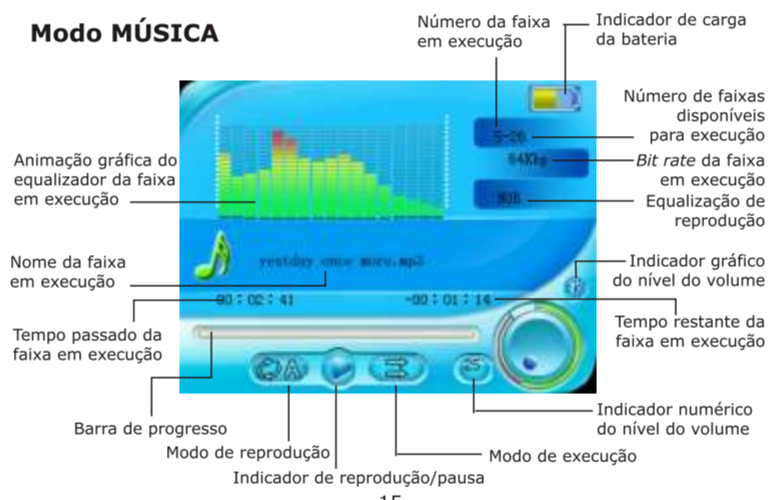 Modo MÚSICA
Número da faixa
em execução
Indicador de carga
da bateria
Número de faixas
disponíveis
para execução
Bit rate da faixa
em execução
Equalização de
reprodução
Animação gráfica do
equalizador da faixa
em execução
Nome da faixa
em execução
yestday once more.mp3
Indicador gráfico
do nível do volume
00:02:41
-00:01:14
Tempo passado da
faixa em execução
Tempo restante da
faixa em execução
A
Barra de progresso
Indicador numérico
do nível do volume
Modo de reprodução
Modo de execução
Indicador de reprodução/pausa